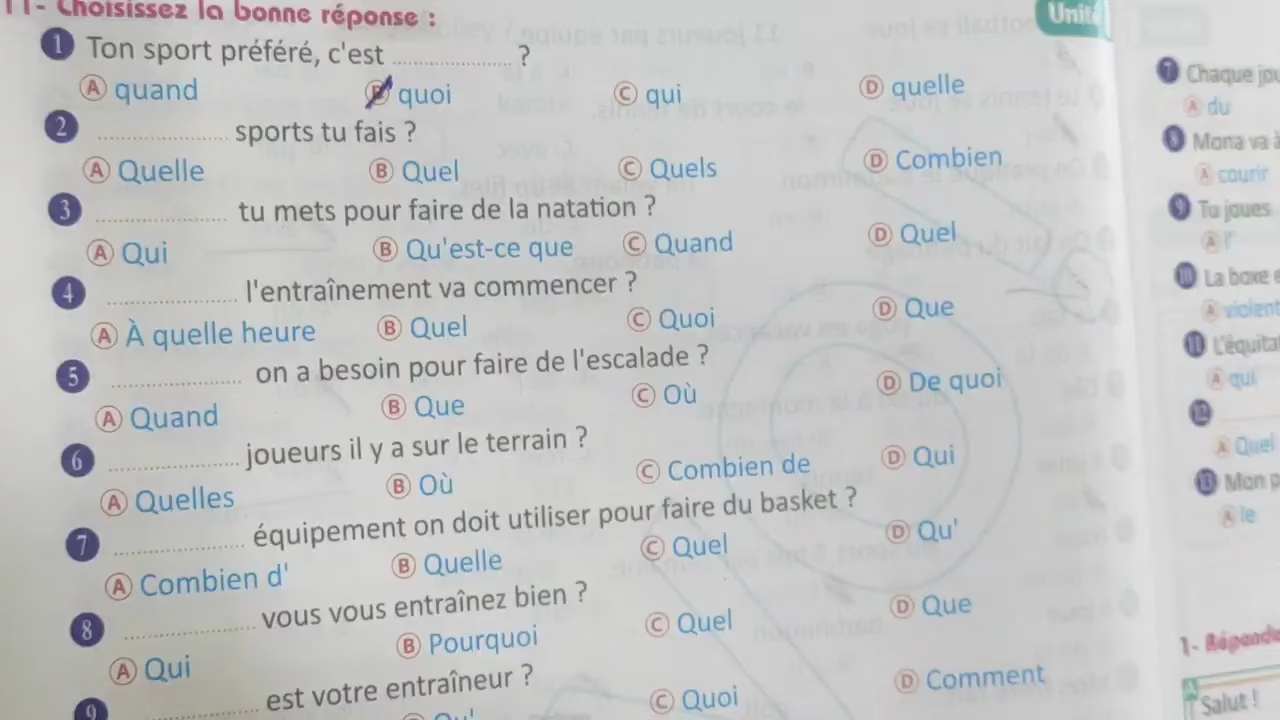 11- Choisissez la bonne réponse :
Unité
1 Ton sport préféré, c'est .................... ?
A quand B quoi C qui D quelle
2 .................... sports tu fais ?
A Quelle B Quel C Quels D Combien
3 .................... tu mets pour faire de la natation ?
A Qui B Qu'est-ce que C Quand D Quel
4 .................... l'entraînement va commencer ?
A À quelle heure B Quel C Quoi D Que
5 .................... on a besoin pour faire de l'escalade ?
A Quand B Que C Où D De quoi
6 .................... joueurs il y a sur le terrain ?
A Quelles B Où C Combien de D Qui
7 .................... équipement on doit utiliser pour faire du basket ?
A Combien d' B Quelle C Quel D Qu'
8 .................... vous vous entraînez bien ?
A Qui B Pourquoi C Quel D Que
9 .................... est votre entraîneur ?
Qu' C Quoi D Comment
7 Chaque
A du
8 Mona va
A courir
9 Tu joues
A l'
10 La boxe
A violent
11
A qui
12
A Quel
13 Mon
A le
1-
A Salut !